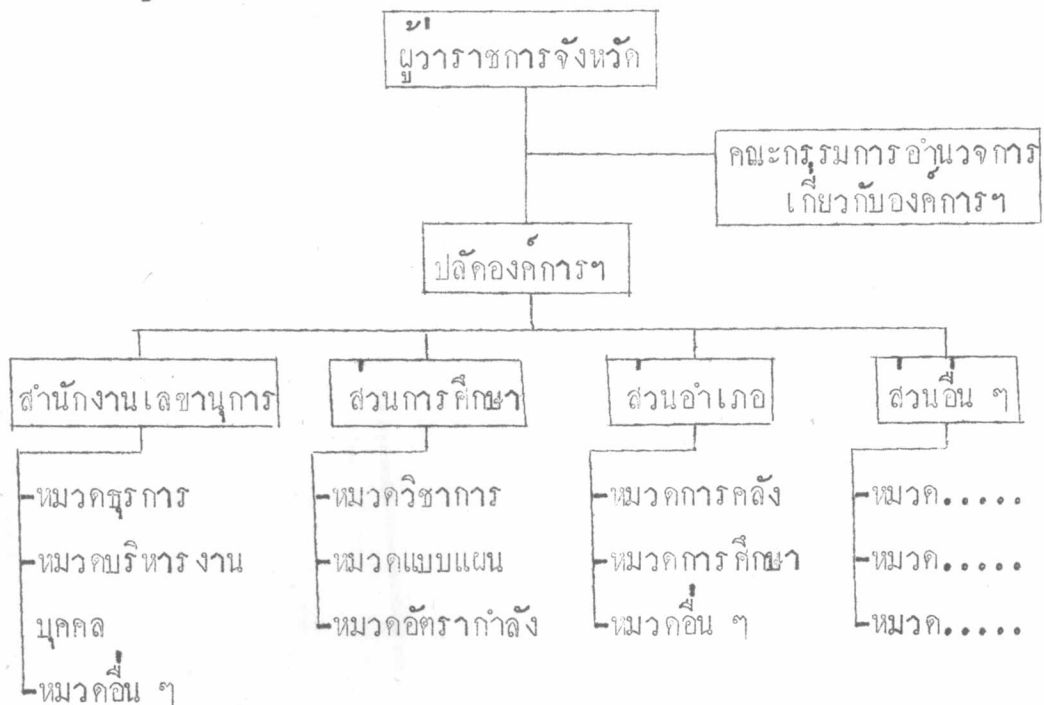 ผู้ว่าราชการจังหวัด
คณะกรรมการอำนวจการ
เกี่ยวกับองค์การฯ
ปลัดองค์การฯ
สำนักงานเลขานุการ
ส่วนการศึกษา
ส่วนอำเภอ
ส่วนอื่น ๆ
-หมวดธุรการ
-หมวดบริหารงาน
บุคคล
-หมวดอื่น ๆ
-หมวดวิชาการ
-หมวดแบบแผน
-หมวดอัตรากำลัง
-หมวดการคลัง
-หมวดการศึกษา
-หมวดอื่น ๆ
-หมวด.....
-หมวด.....
-หมวด.....